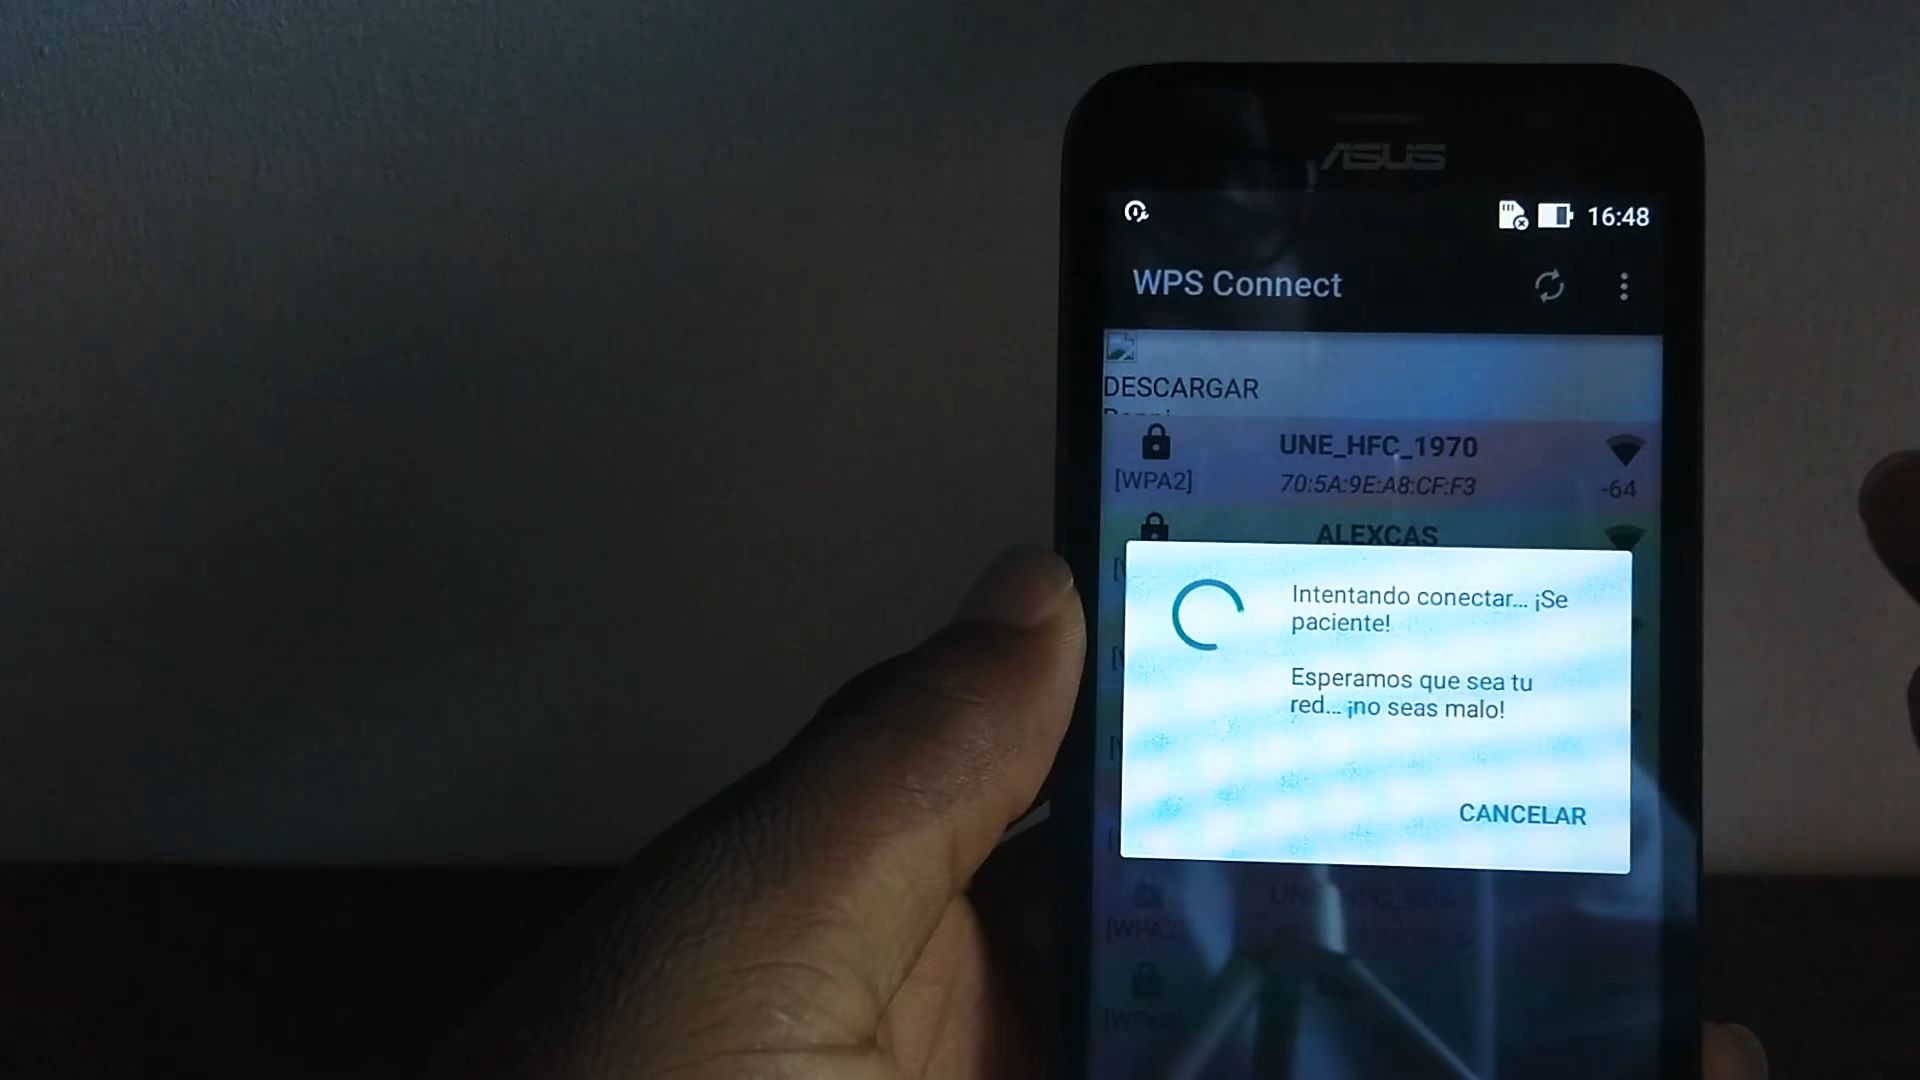 ASUS
16:48
WPS Connect
DESCARGAR
UNE_HFC_1970
[WPA2]
70:5A:9E:A8:CF:F3
-64
ALEXCAS
Intentando conectar... ¡Se
paciente!
Esperamos que sea tu
red... ¡no seas malo!
CANCELAR
[WPA2]